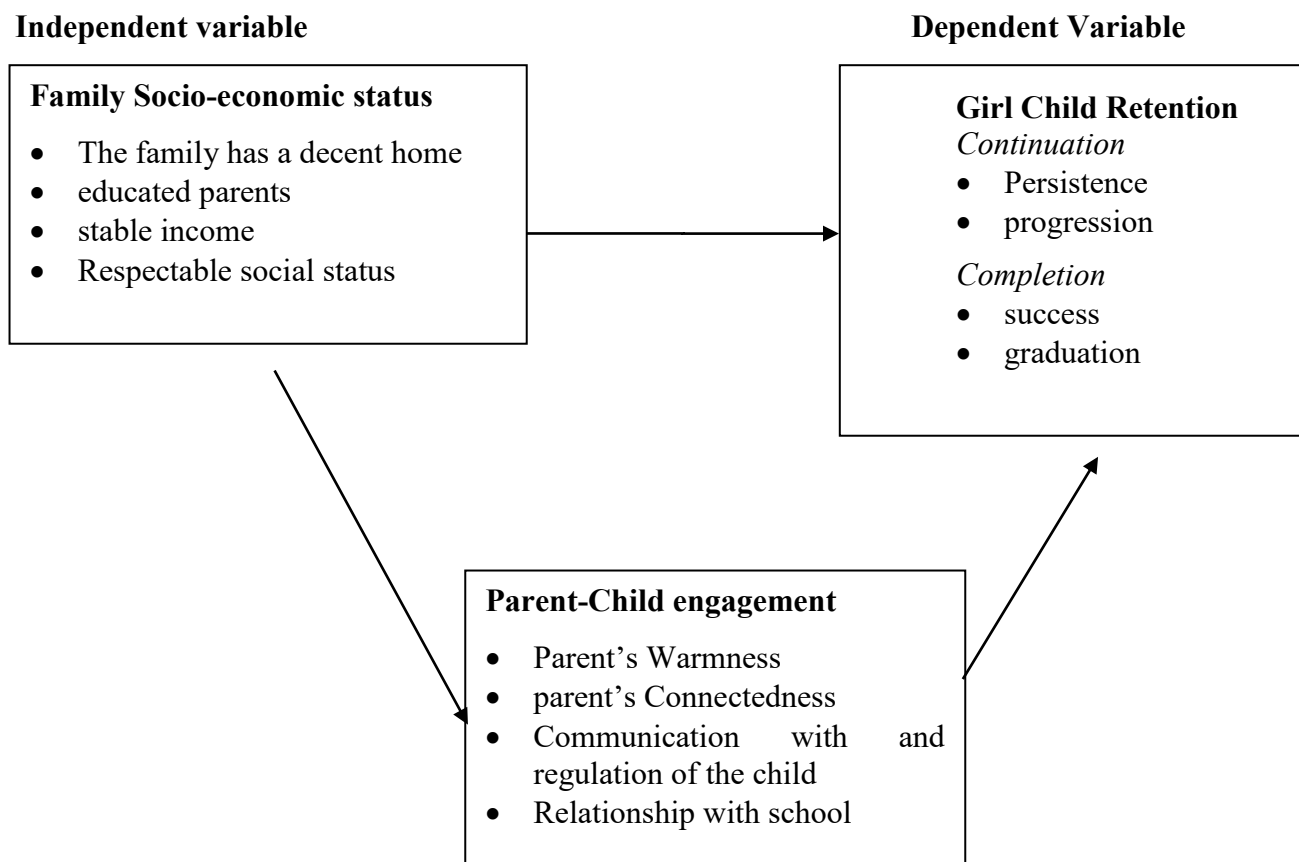 Independent variable
Dependent Variable
Family Socio-economic status
• The family has a decent home
• educated parents
• stable income
• Respectable social status
Girl Child Retention
Continuation
• Persistence
• progression
Completion
• success
• graduation
Parent-Child engagement
• Parent’s Warmness
• parent’s Connectedness
• Communication with and
regulation of the child
• Relationship with school